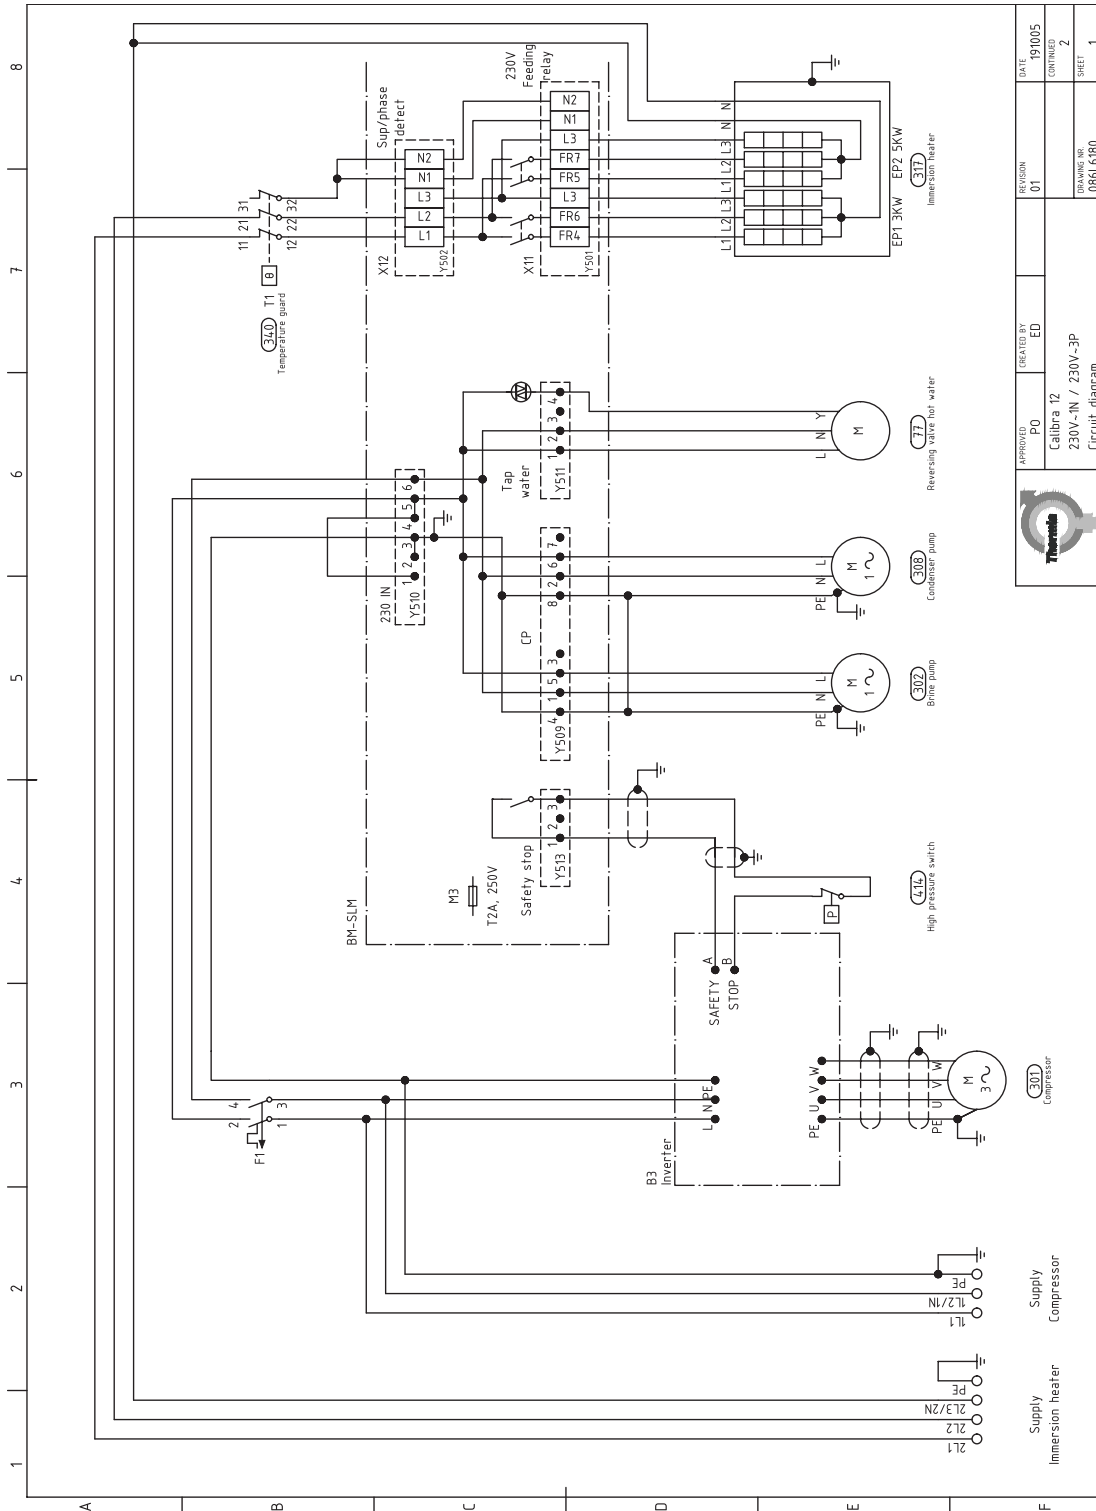 1 2 3 4 5 6 7 8
A
B
C
D
E
F
F1
2 4
1 3
340 T1
θ
Temperature guard
11 21 31
12 22 32
BM-SLM
M3
T2A, 250V
Safety stop
1 2 3
Y513
230 IN
1 2 3 4 5 6
Y510
CP
4 1 5 3 8 2 6 7
Y509
Tap
water
1 2 3 4
Y511
X12
Sup/phase
detect
L1 L2 L3 N1 N2
Y502
X11
230V
Feeding
relay
FR4 FR6 L3 FR5 FR7 L3 N1 N2
Y501
B3
Inverter
L N PE
SAFETY A
STOP B
PE U V W
PE U V W
M
3
301
Compressor
P
414
High pressure switch
PE N L
M
1
302
Brine pump
PE N L
M
1
308
Condenser pump
L N Y
M
77
Reversing valve hot water
L1 L2 L3 L1 L2 L3 N N
EP1 3KW EP2 5KW
317
Immersion heater
2L1
2L2
2L3/2N
PE
Supply
Immersion heater
1L1
1L2/1N
PE
Supply
Compressor
Thermia
APPROVED
PO
CREATED BY
ED
REVISION
01
DATE
191005
Calibra 12
230V~1N / 230V~3P
Circuit diagram
DRAWING NR.
086L6180
CONTINUED
2
SHEET
1